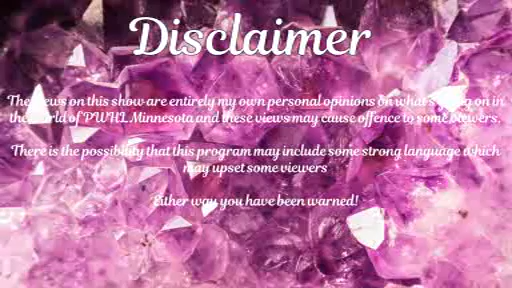 Disclaimer
The views on this show are entirely my own personal opinions on what's going on in
the world of PWHL Minnesota and these views may cause offence to some viewers.
There is the possibility that this program may include some strong language which
may upset some viewers
Either way you have been warned!